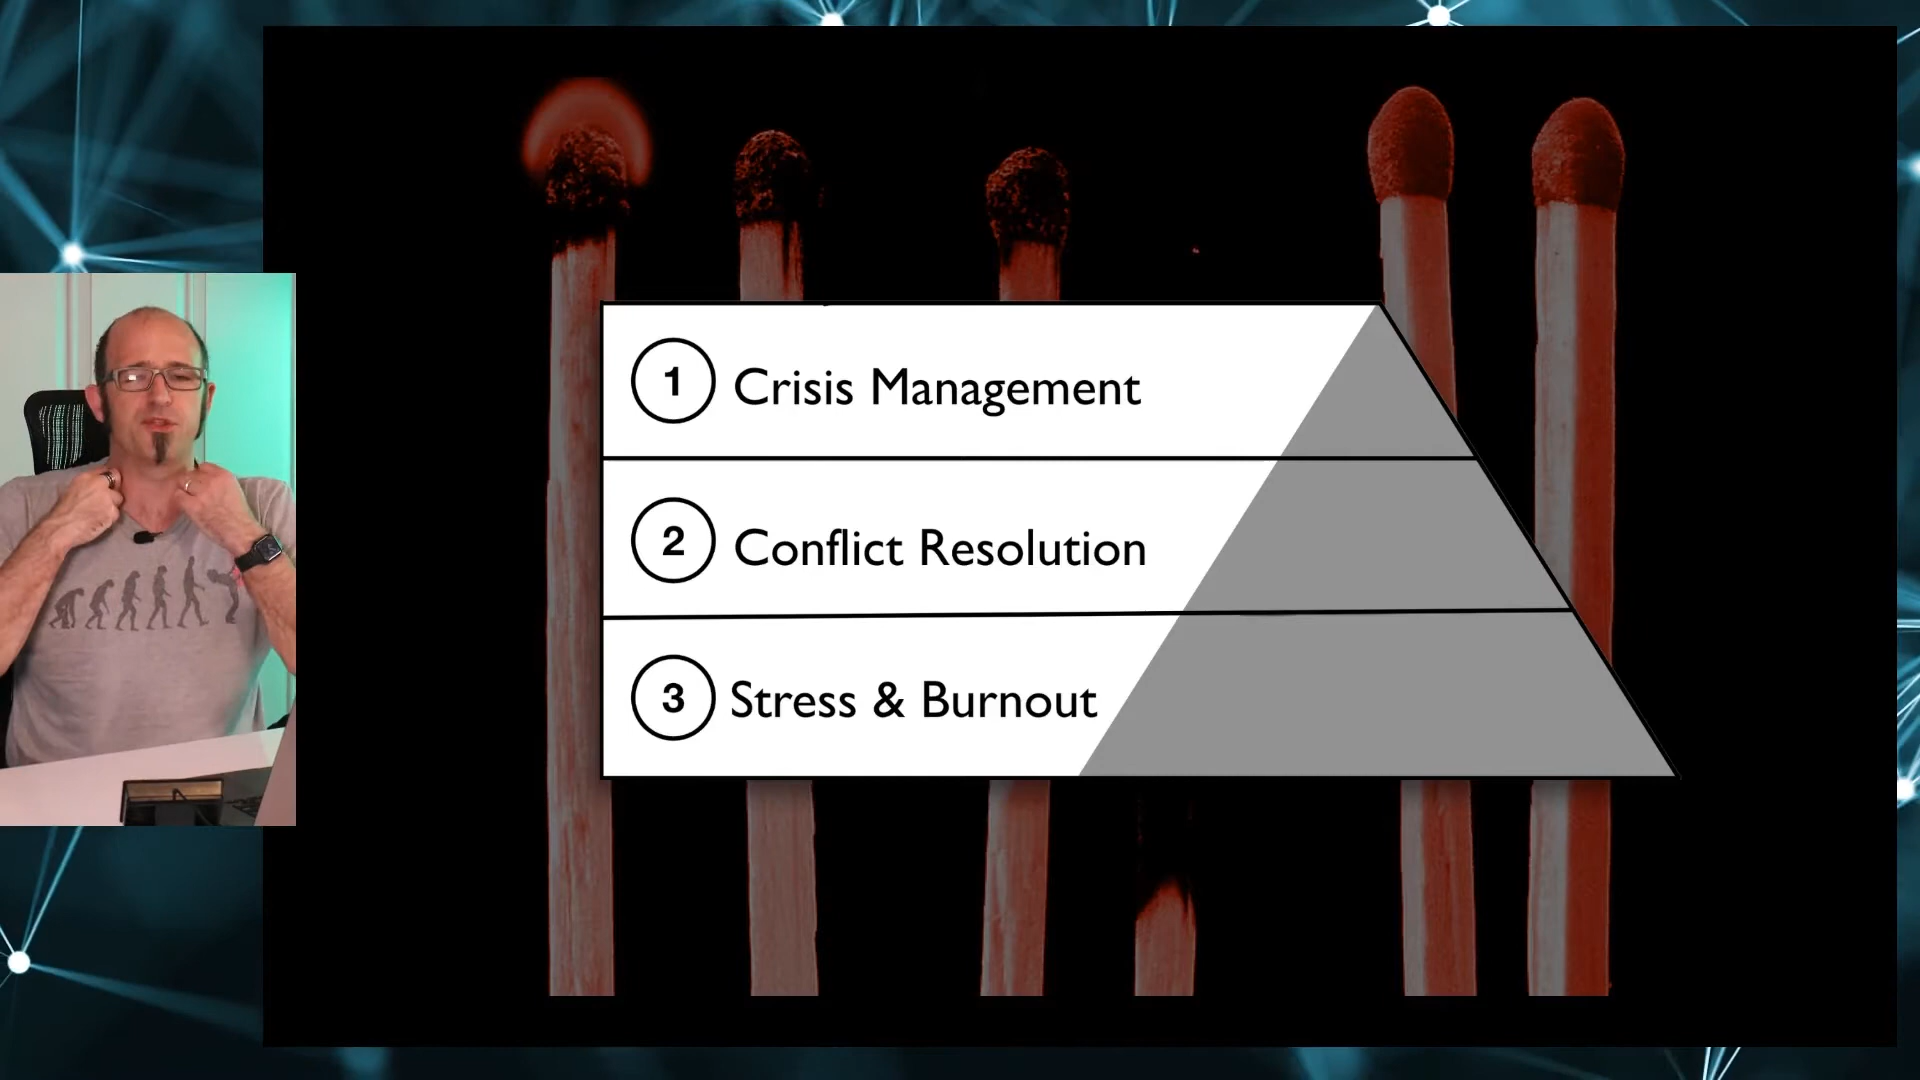 1 Crisis Management
2 Conflict Resolution
3 Stress & Burnout